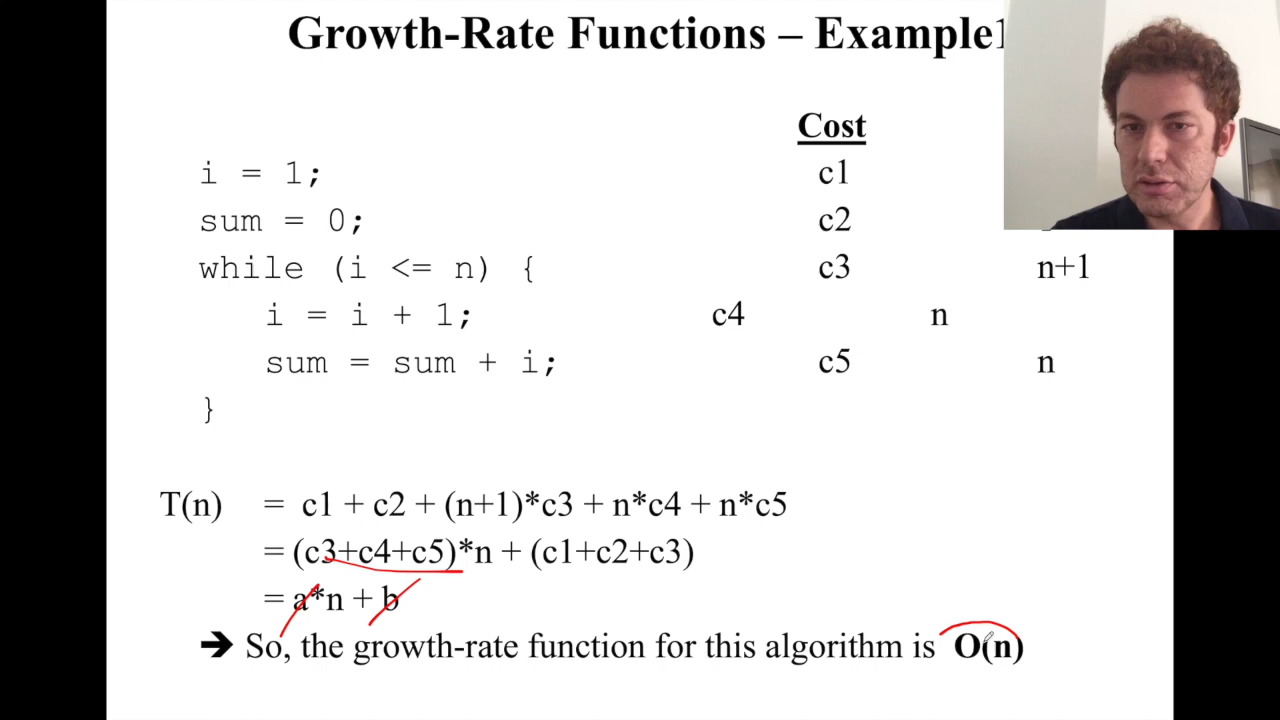 Growth-Rate Functions – Example1
Cost
i = 1; c1
sum = 0; c2
while (i <= n) { c3 n+1
i = i + 1; c4 n
sum = sum + i; c5 n
}
T(n) = c1 + c2 + (n+1)*c3 + n*c4 + n*c5
= (c3+c4+c5)*n + (c1+c2+c3)
= a*n + b
➔ So, the growth-rate function for this algorithm is O(n)